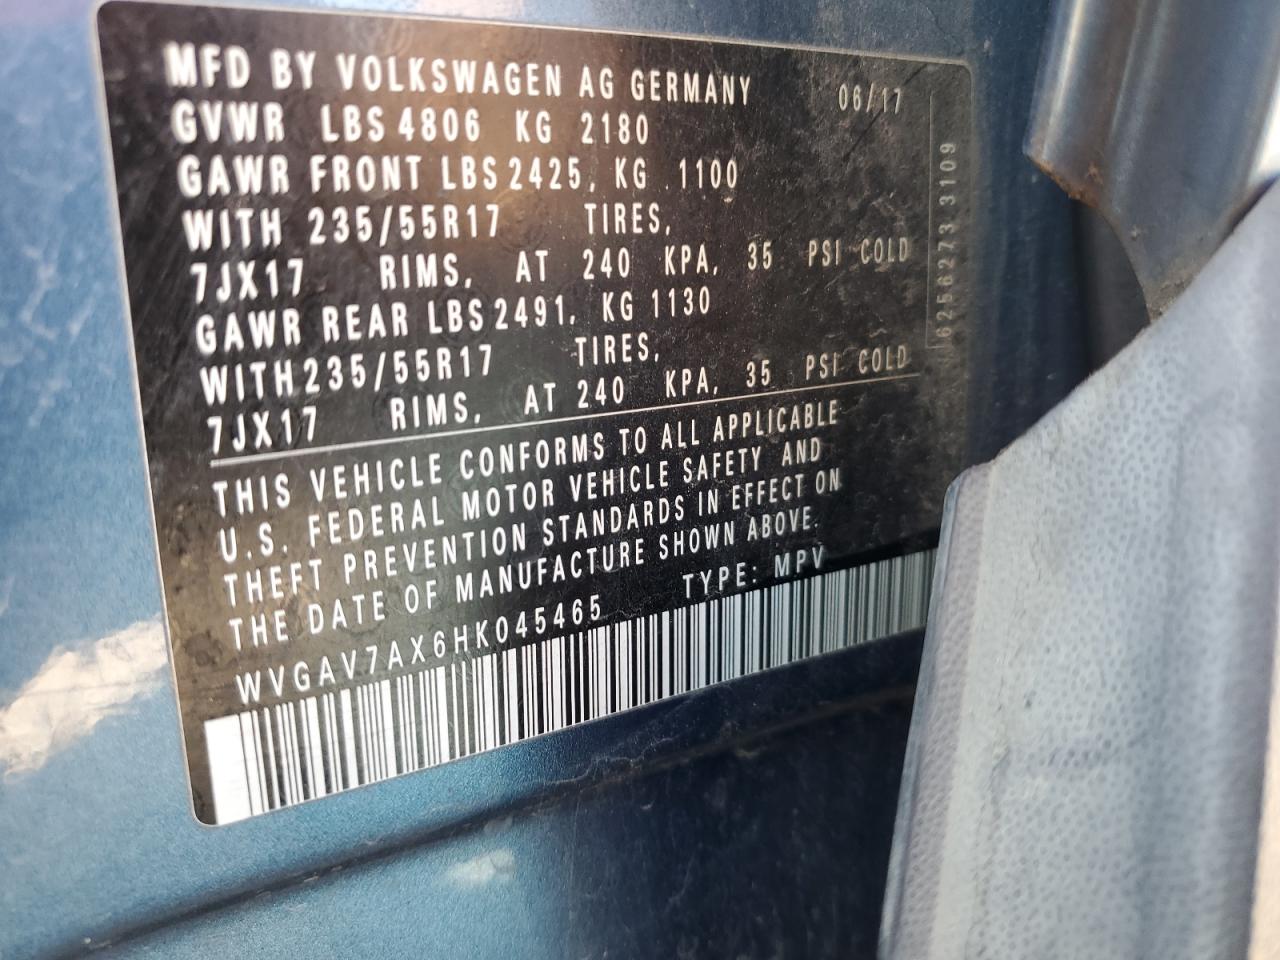 MFD BY VOLKSWAGEN AG GERMANY 06/17
GVWR LBS 4806 KG 2180
GAWR FRONT LBS 2425, KG 1100
WITH 235/55R17 TIRES,
7JX17 RIMS, AT 240 KPA, 35 PSI COLD
GAWR REAR LBS 2491, KG 1130
WITH 235/55R17 TIRES,
7JX17 RIMS, AT 240 KPA, 35 PSI COLD
THIS VEHICLE CONFORMS TO ALL APPLICABLE
U.S. FEDERAL MOTOR VEHICLE SAFETY AND
THEFT PREVENTION STANDARDS IN EFFECT ON
THE DATE OF MANUFACTURE SHOWN ABOVE.
WVGAV7AX6HK045465 TYPE: MPV
6256273 3109